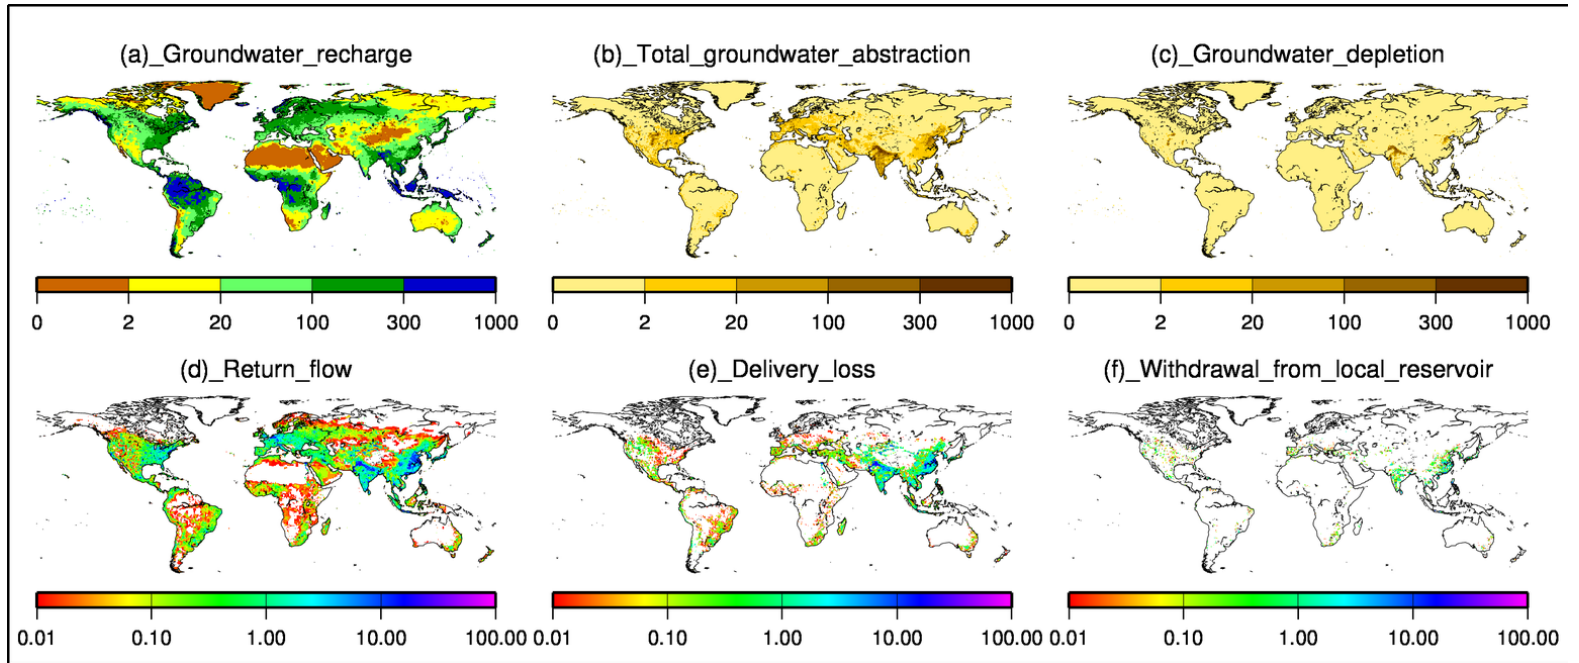 (a)_Groundwater_recharge
(b)_Total_groundwater_abstraction
(c)_Groundwater_depletion
0 2 20 100 300 1000
0 2 20 100 300 1000
0 2 20 100 300 1000
(d)_Return_flow
(e)_Delivery_loss
(f)_Withdrawal_from_local_reservoir
0.01 0.10 1.00 10.00 100.00
0.01 0.10 1.00 10.00 100.00
0.01 0.10 1.00 10.00 100.00